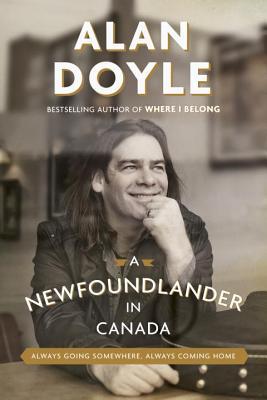 ALAN
DOYLE
BESTSELLING AUTHOR OF WHERE I BELONG
A
NEWFOUNDLANDER
IN
CANADA
ALWAYS GOING SOMEWHERE, ALWAYS COMING HOME